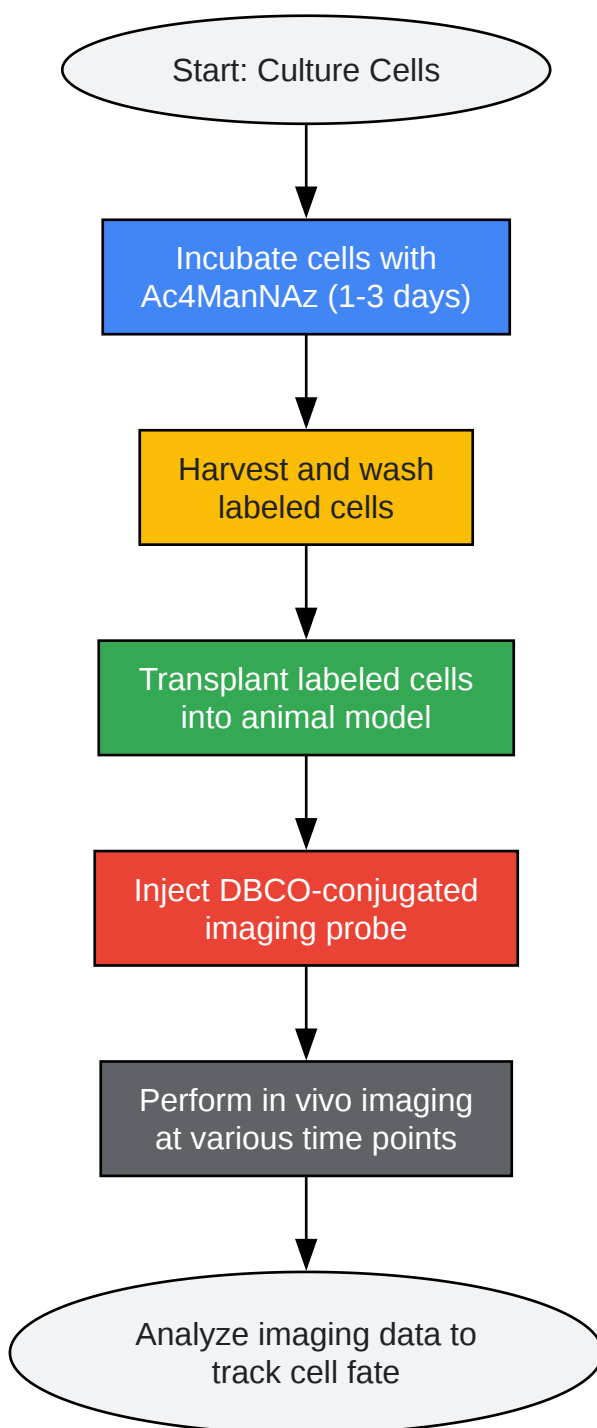 Start: Culture Cells
Incubate cells with
Ac4ManNAz (1-3 days)
Harvest and wash
labeled cells
Transplant labeled cells
into animal model
Inject DBCO-conjugated
imaging probe
Perform in vivo imaging
at various time points
Analyze imaging data to
track cell fate